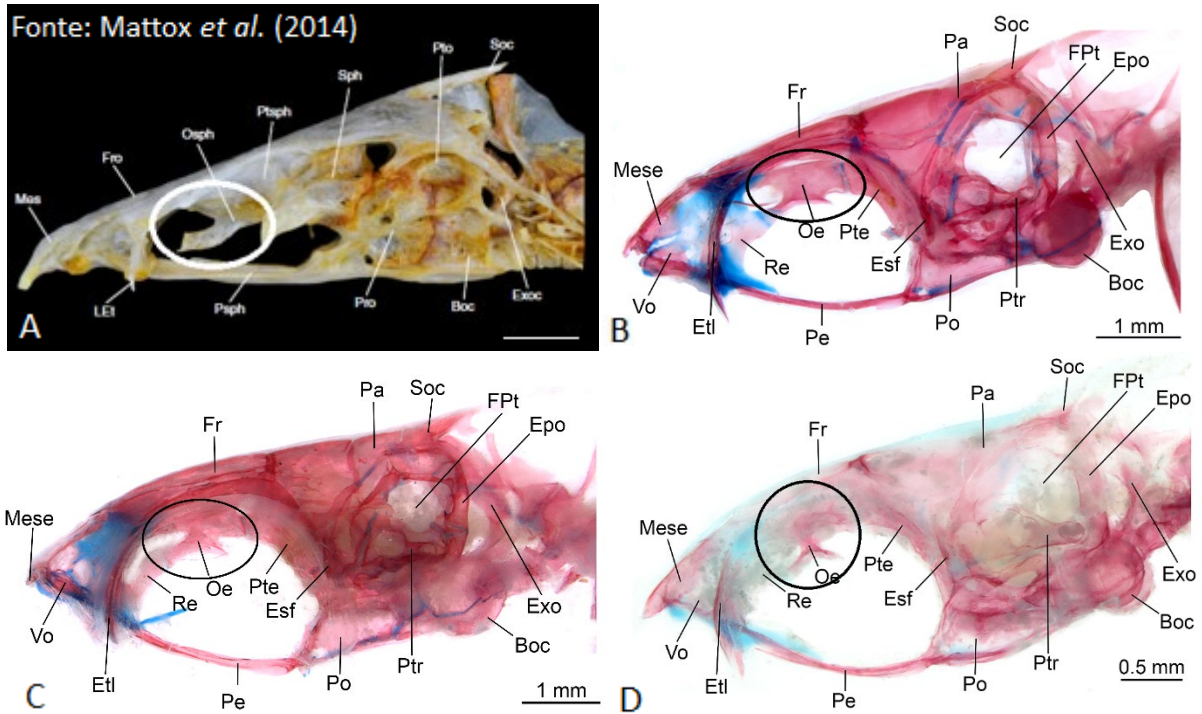 Fonte: Mattox et al. (2014)
Soc
Pto
Sph
Ptsph
Osph
Fro
Mes
LEt
Psph
Pro
Boc
Exoc
A
Soc
FPt
Pa
Epo
Fr
Mese
Oe
Pte
Re
Esf
Exo
Ptr
Boc
Vo
Etl
Po
Pe
1 mm
B
Soc
Pa
FPt
Fr
Epo
Mese
Oe
Pte
Re
Esf
Exo
Vo
Boc
Ptr
Etl
Po
Pe
1 mm
C
Soc
FPt
Pa
Epo
Fr
Mese
Oe
Pte
Re
Esf
Exo
Vo
Boc
Ptr
Etl
Po
Pe
0.5 mm
D